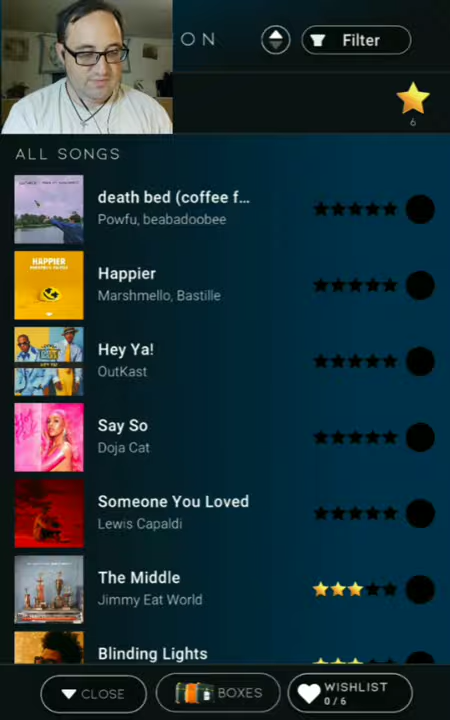 ON
Filter
6
ALL SONGS
death bed (coffee f...
Powfu, beabadoobee
HAPPIER
Happier
Marshmello, Bastille
Hey Ya!
OutKast
Say So
Doja Cat
Someone You Loved
Lewis Capaldi
The Middle
Jimmy Eat World
Blinding Lights
CLOSE
BOXES
WISHLIST
0/6